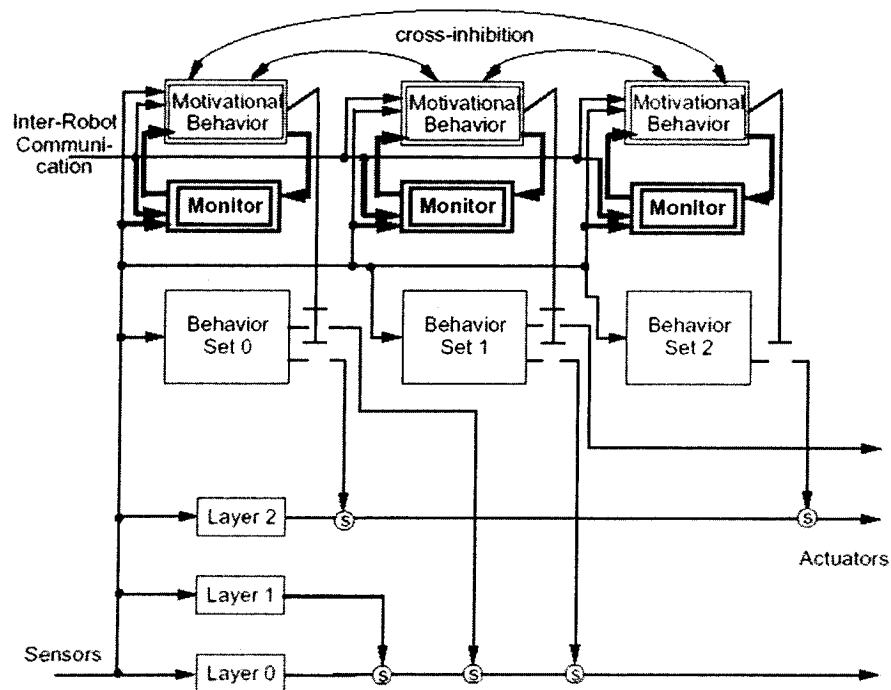 cross-inhibition
Motivational
Behavior
Motivational
Behavior
Motivational
Behavior
Inter-Robot
Communi-
cation
Monitor
Monitor
Monitor
Behavior
Set 0
Behavior
Set 1
Behavior
Set 2
Layer 2
S
S
Actuators
Layer 1
Sensors
Layer 0
S
S
S